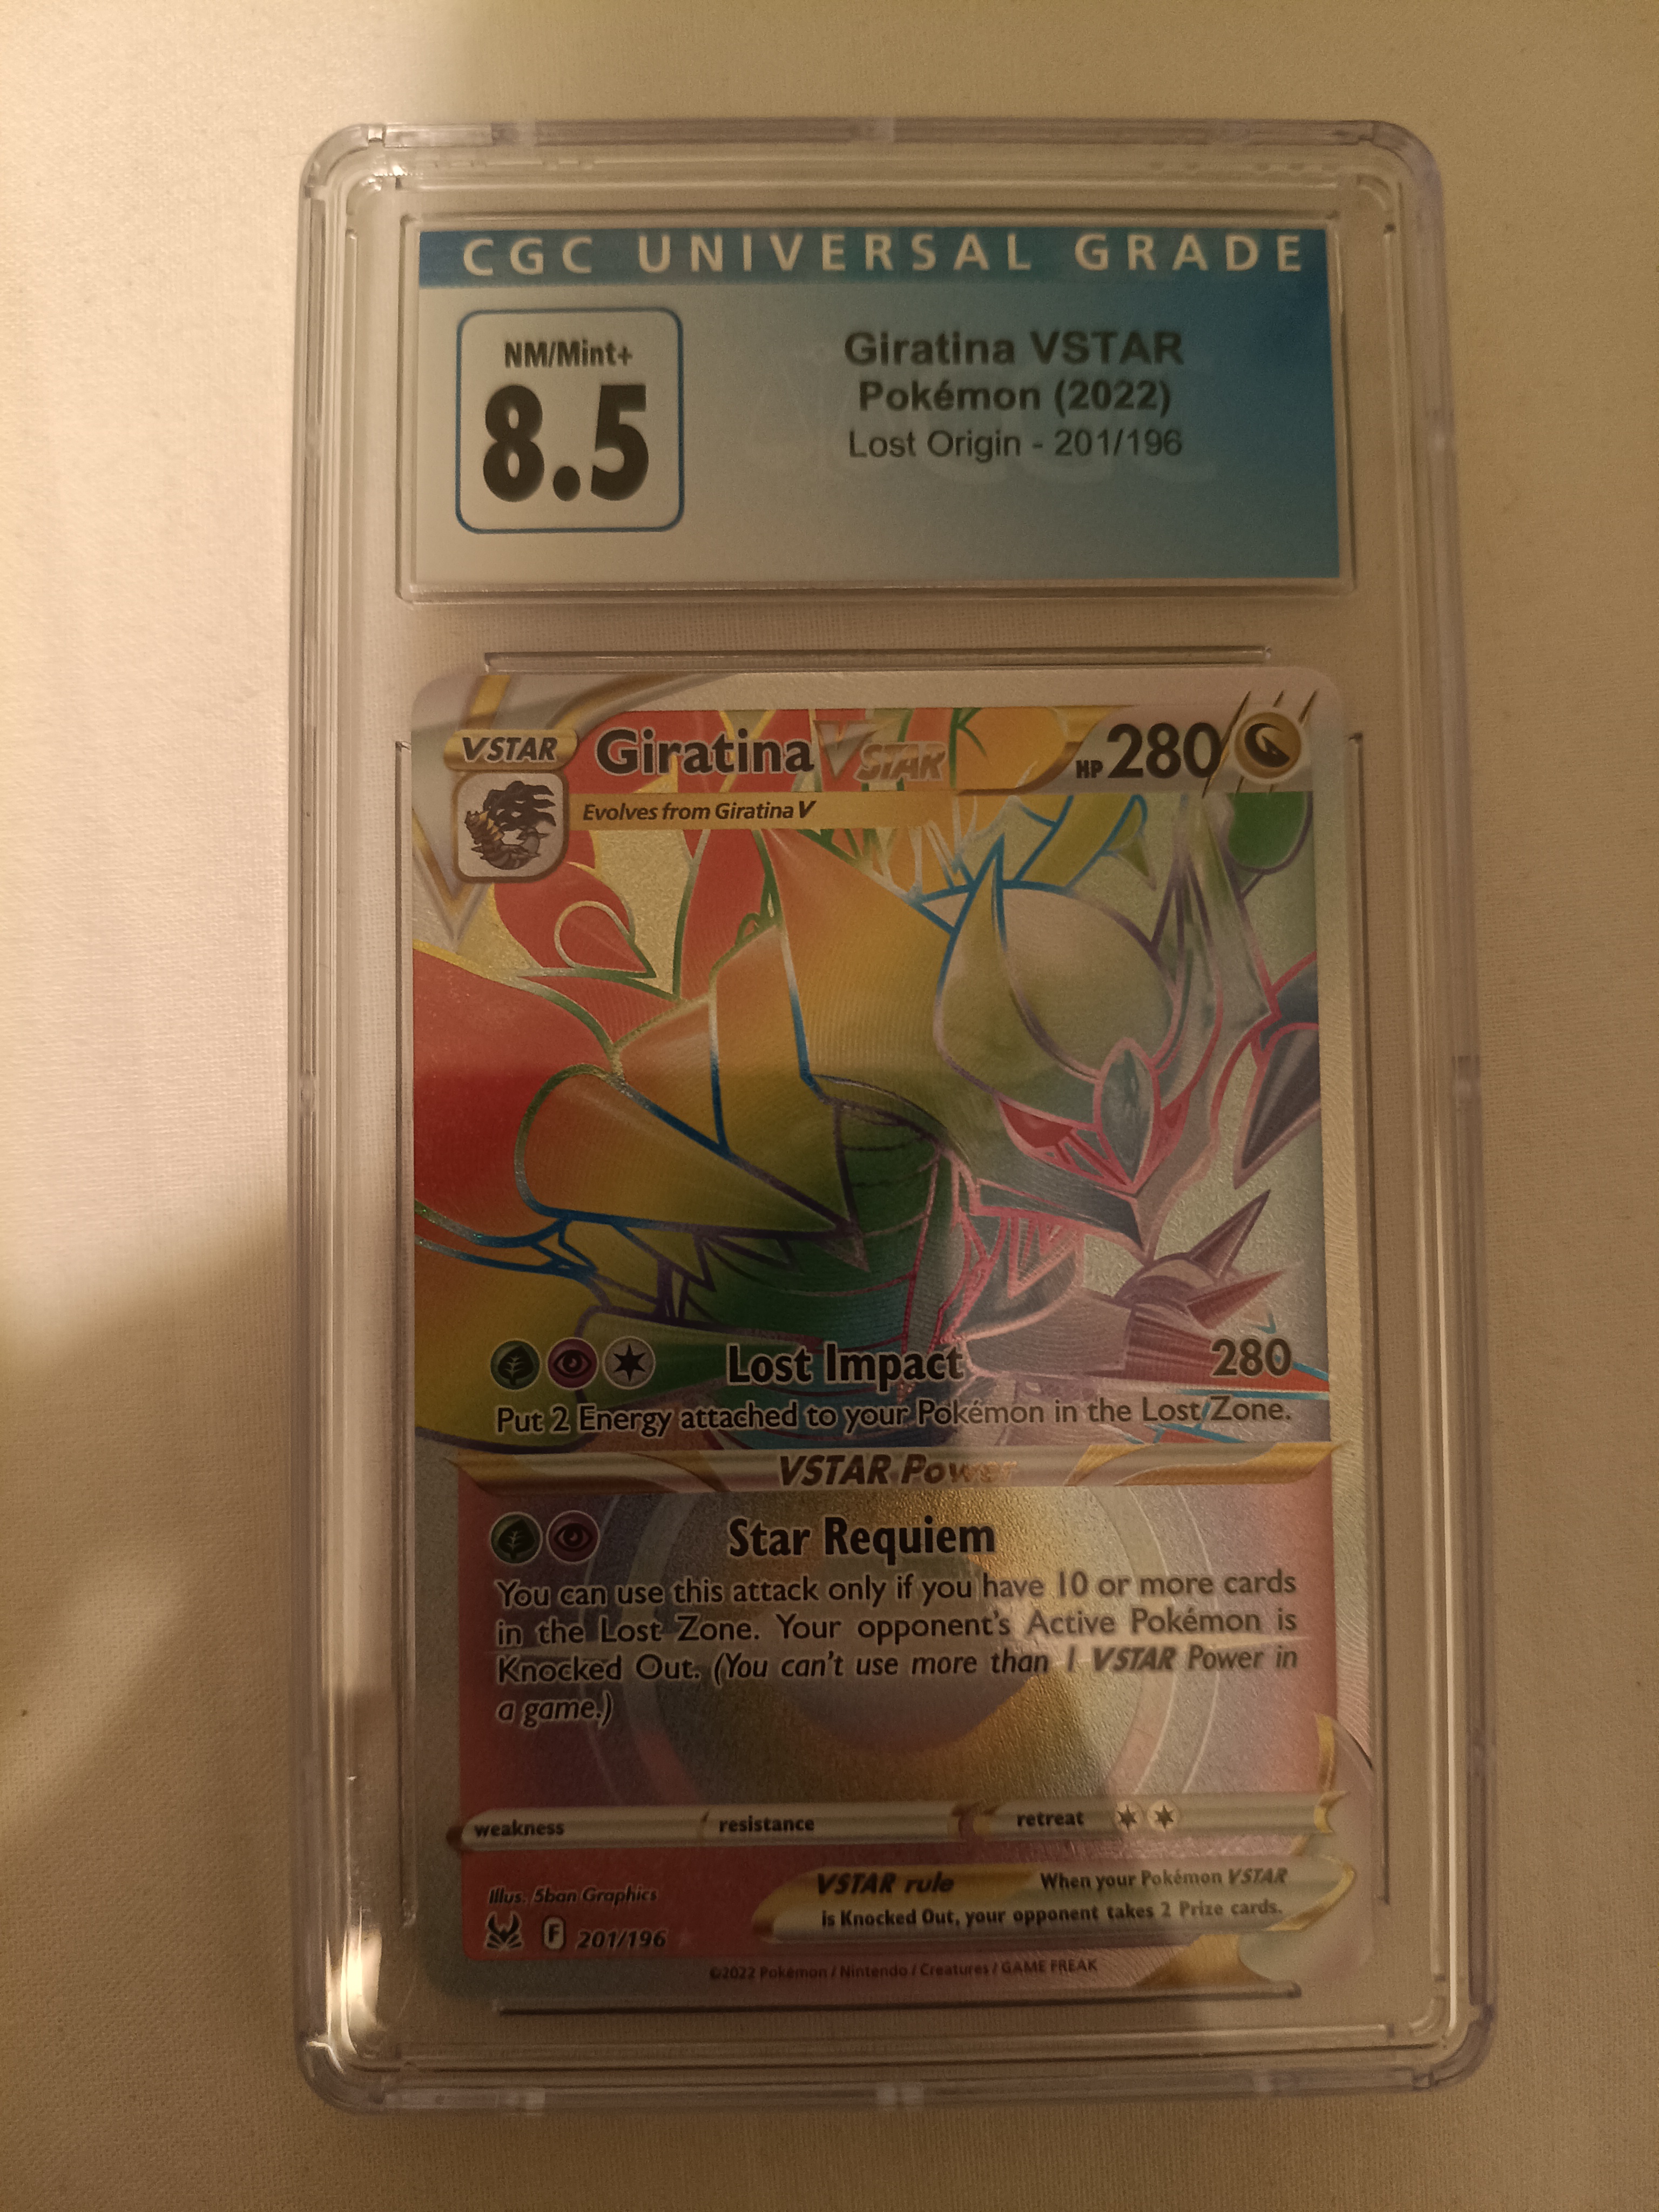 CGC UNIVERSAL GRADE
NM/Mint+
8.5
Giratina VSTAR
Pokémon (2022)
Lost Origin - 201/196
VSTAR
Giratina VSTAR
HP 280
Evolves from Giratina V
Lost Impact 280
Put 2 Energy attached to your Pokémon in the Lost Zone.
VSTAR Power
Star Requiem
You can use this attack only if you have 10 or more cards
in the Lost Zone. Your opponent's Active Pokémon is
Knocked Out. (You can't use more than 1 VSTAR Power in
a game.)
weakness resistance retreat
Illus. 5ban Graphics
F 201/196
VSTAR rule When your Pokémon VSTAR
is Knocked Out, your opponent takes 2 Prize cards.
©2022 Pokémon / Nintendo / Creatures / GAME FREAK